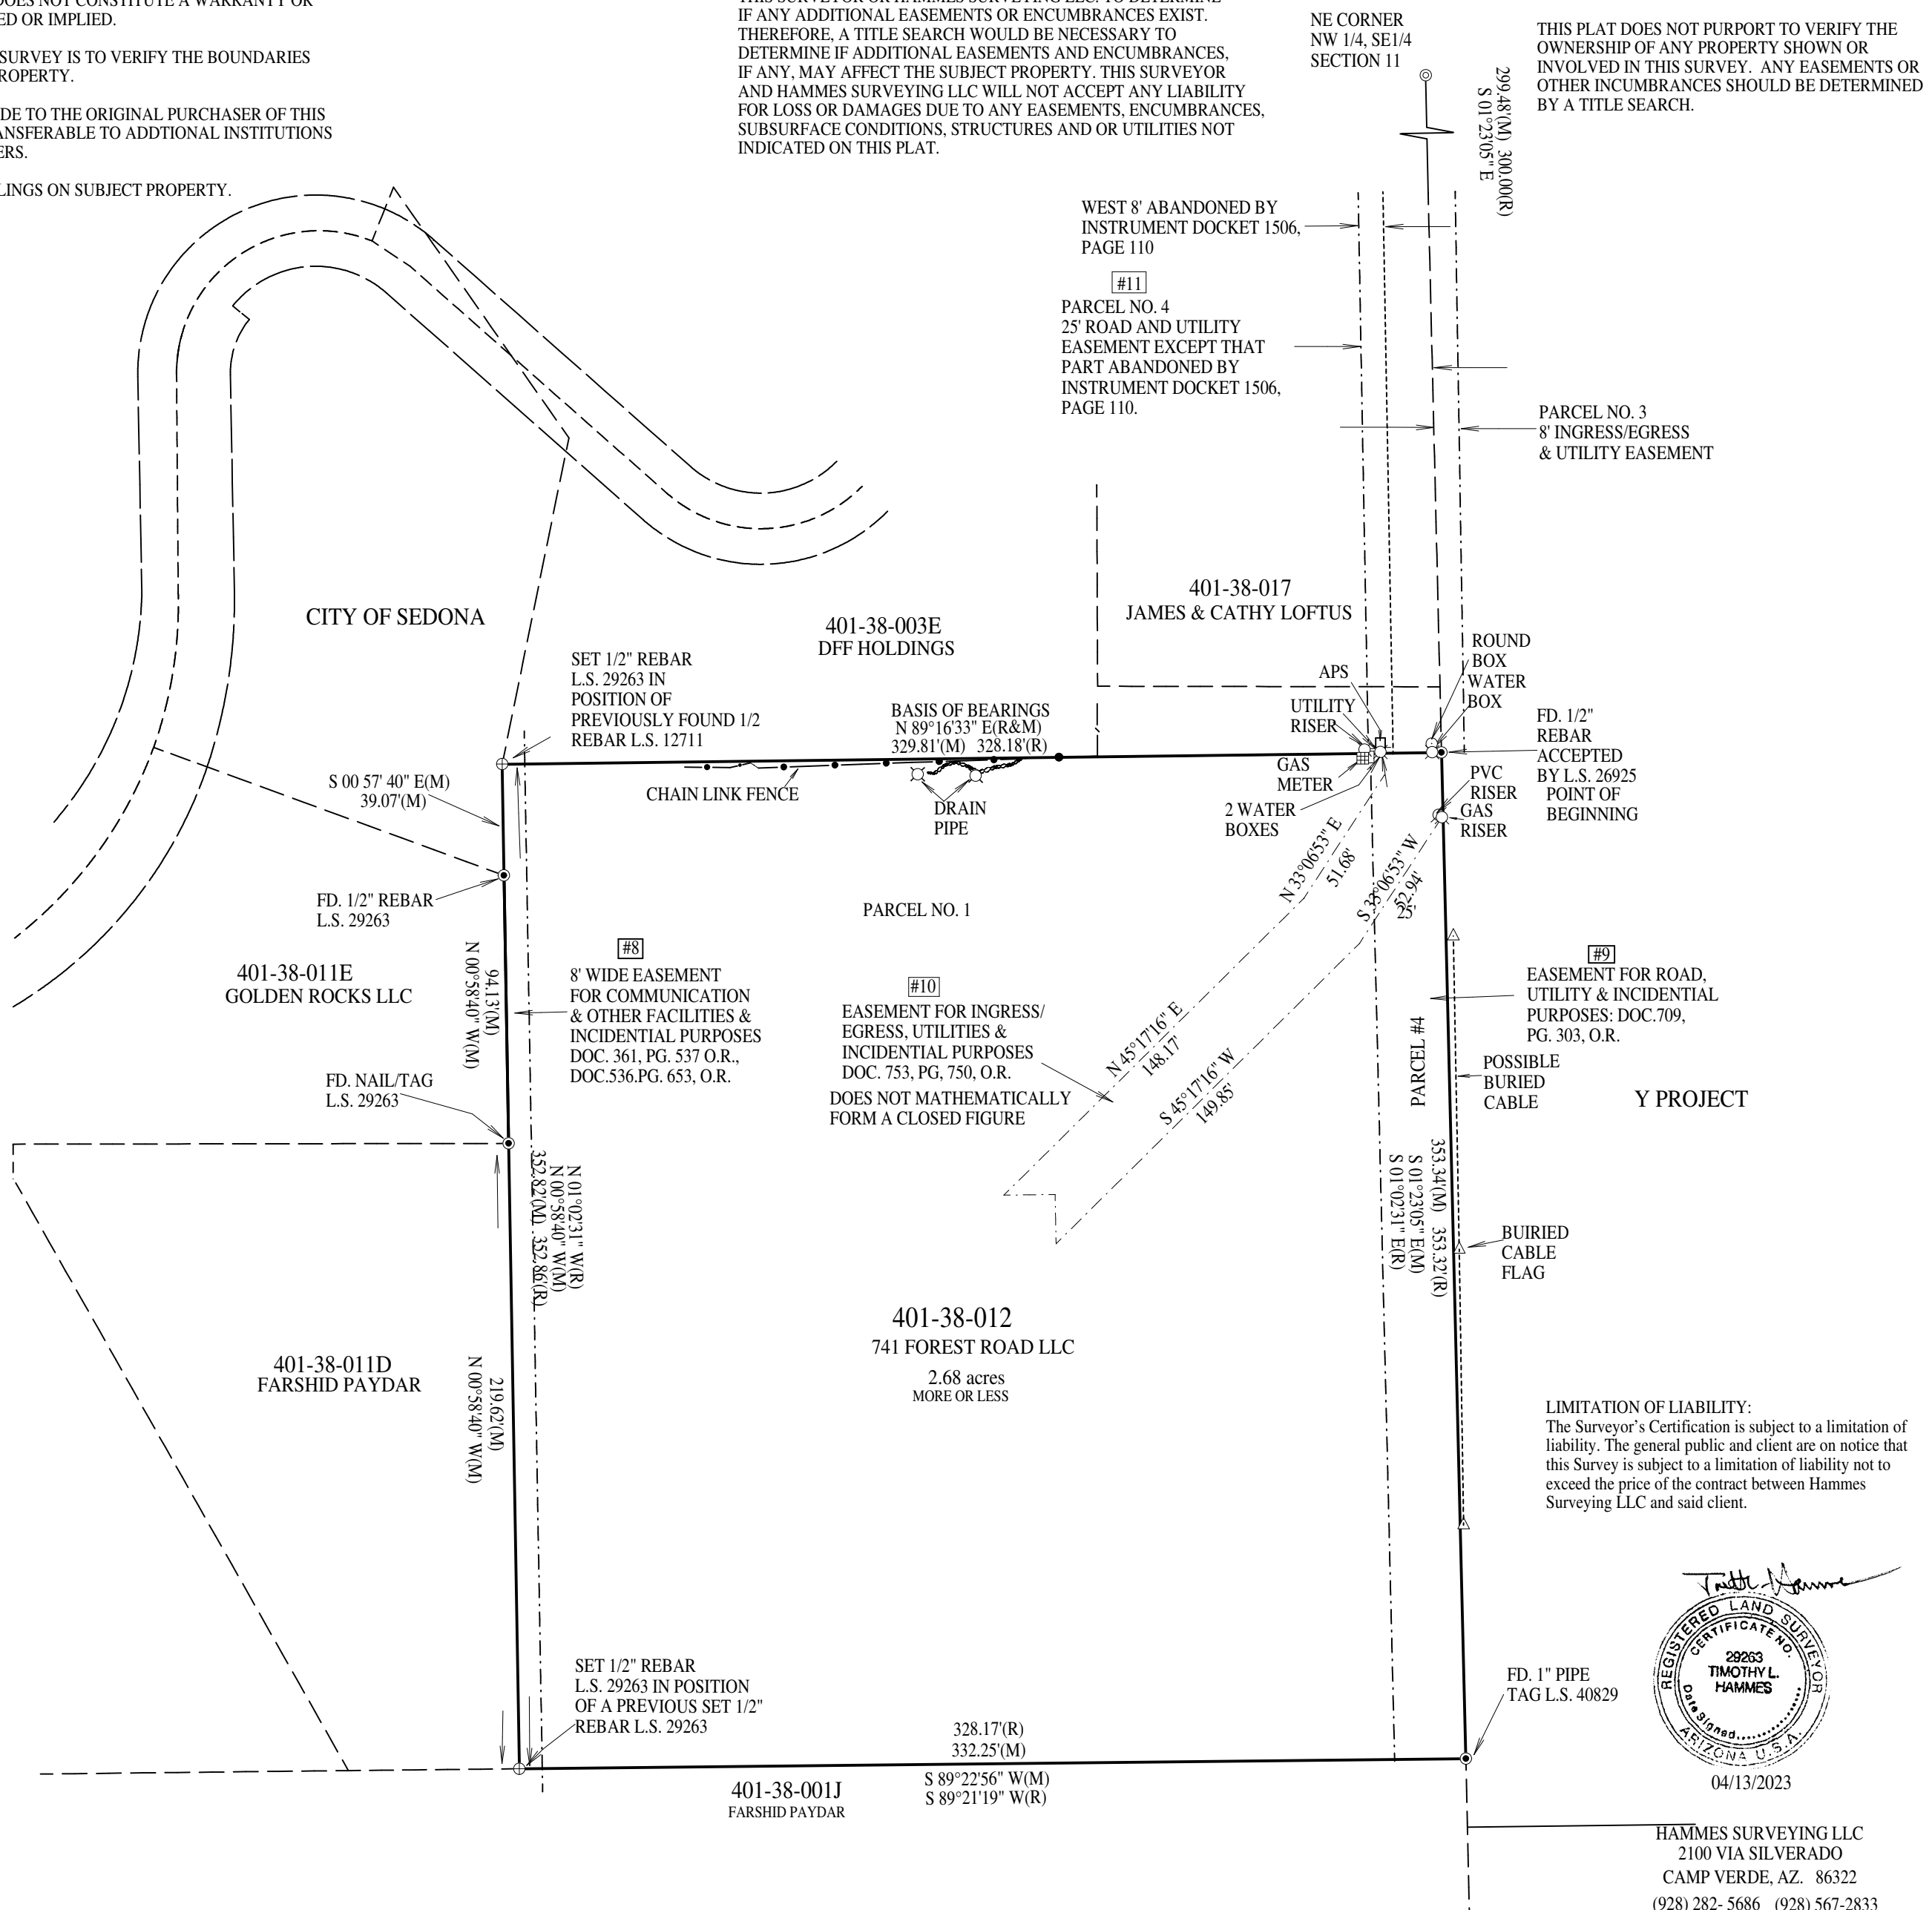 DOES NOT CONSTITUTE A WARRANTY OR
ED OR IMPLIED.
SURVEY IS TO VERIFY THE BOUNDARIES
ROPERTY.
DE TO THE ORIGINAL PURCHASER OF THIS
ANSFERABLE TO ADDTIONAL INSTITUTIONS
ERS.
LINGS ON SUBJECT PROPERTY.
THIS SURVEYOR OR HAMMES SURVEYING LLC. TO DETERMINE
IF ANY ADDITIONAL EASEMENTS OR ENCUMBRANCES EXIST.
THEREFORE, A TITLE SEARCH WOULD BE NECESSARY TO
DETERMINE IF ADDITIONAL EASEMENTS AND ENCUMBRANCES,
IF ANY, MAY AFFECT THE SUBJECT PROPERTY. THIS SURVEYOR
AND HAMMES SURVEYING LLC WILL NOT ACCEPT ANY LIABILITY
FOR LOSS OR DAMAGES DUE TO ANY EASEMENTS, ENCUMBRANCES,
SUBSURFACE CONDITIONS, STRUCTURES AND OR UTILITIES NOT
INDICATED ON THIS PLAT.
NE CORNER
NW 1/4, SE1/4
SECTION 11
299.48'(M) 300.00(R)
S 01°23'05" E
THIS PLAT DOES NOT PURPORT TO VERIFY THE
OWNERSHIP OF ANY PROPERTY SHOWN OR
INVOLVED IN THIS SURVEY. ANY EASEMENTS OR
OTHER INCUMBRANCES SHOULD BE DETERMINED
BY A TITLE SEARCH.
WEST 8' ABANDONED BY
INSTRUMENT DOCKET 1506,
PAGE 110
#11
PARCEL NO. 4
25' ROAD AND UTILITY
EASEMENT EXCEPT THAT
PART ABANDONED BY
INSTRUMENT DOCKET 1506,
PAGE 110.
PARCEL NO. 3
8' INGRESS/EGRESS
& UTILITY EASEMENT
CITY OF SEDONA
401-38-003E
DFF HOLDINGS
401-38-017
JAMES & CATHY LOFTUS
SET 1/2" REBAR
L.S. 29263 IN
POSITION OF
PREVIOUSLY FOUND 1/2
REBAR L.S. 12711
BASIS OF BEARINGS
N 89°16'33" E(R&M)
329.81'(M) 328.18'(R)
APS
UTILITY
RISER
ROUND
BOX
WATER
BOX
FD. 1/2"
REBAR
ACCEPTED
BY L.S. 26925
POINT OF
BEGINNING
GAS
METER
2 WATER
BOXES
PVC
RISER
GAS
RISER
S 00 57' 40" E(M)
39.07'(M)
CHAIN LINK FENCE
DRAIN
PIPE
N 33°06'53" E
51.68'
S 33°06'53" W
52.94'
25'
FD. 1/2" REBAR
L.S. 29263
PARCEL NO. 1
94.13'(M)
N 00°58'40" W(M)
401-38-011E
GOLDEN ROCKS LLC
#8
8' WIDE EASEMENT
FOR COMMUNICATION
& OTHER FACILITIES &
INCIDENTIAL PURPOSES
DOC. 361, PG. 537 O.R.,
DOC.536.PG. 653, O.R.
#10
EASEMENT FOR INGRESS/
EGRESS, UTILITIES &
INCIDENTIAL PURPOSES
DOC. 753, PG, 750, O.R.
DOES NOT MATHEMATICALLY
FORM A CLOSED FIGURE
N 45°17'16" E
148.17'
S 45°17'16" W
149.85'
PARCEL #4
#9
EASEMENT FOR ROAD,
UTILITY & INCIDENTIAL
PURPOSES: DOC.709,
PG. 303, O.R.
POSSIBLE
BURIED
CABLE
Y PROJECT
FD. NAIL/TAG
L.S. 29263
N 01°02'31" W(R)
N 00°58'40" W(M)
352.82'(M) 352.86'(R)
353.34'(M) 353.32'(R)
S 01°23'05" E(M)
S 01°02'31" E(R)
BUIRIED
CABLE
FLAG
401-38-012
741 FOREST ROAD LLC
2.68 acres
MORE OR LESS
401-38-011D
FARSHID PAYDAR
219.62'(M)
N 00°58'40" W(M)
LIMITATION OF LIABILITY:
The Surveyor's Certification is subject to a limitation of
liability. The general public and client are on notice that
this Survey is subject to a limitation of liability not to
exceed the price of the contract between Hammes
Surveying LLC and said client.
REGISTERED LAND SURVEYOR
CERTIFICATE NO.
29263
TIMOTHY L.
HAMMES
Date Signed
ARIZONA U.S.A.
04/13/2023
SET 1/2" REBAR
L.S. 29263 IN POSITION
OF A PREVIOUS SET 1/2"
REBAR L.S. 29263
FD. 1" PIPE
TAG L.S. 40829
328.17'(R)
332.25'(M)
S 89°22'56" W(M)
S 89°21'19" W(R)
401-38-001J
FARSHID PAYDAR
HAMMES SURVEYING LLC
2100 VIA SILVERADO
CAMP VERDE, AZ. 86322
(928) 282- 5686 (928) 567-2833